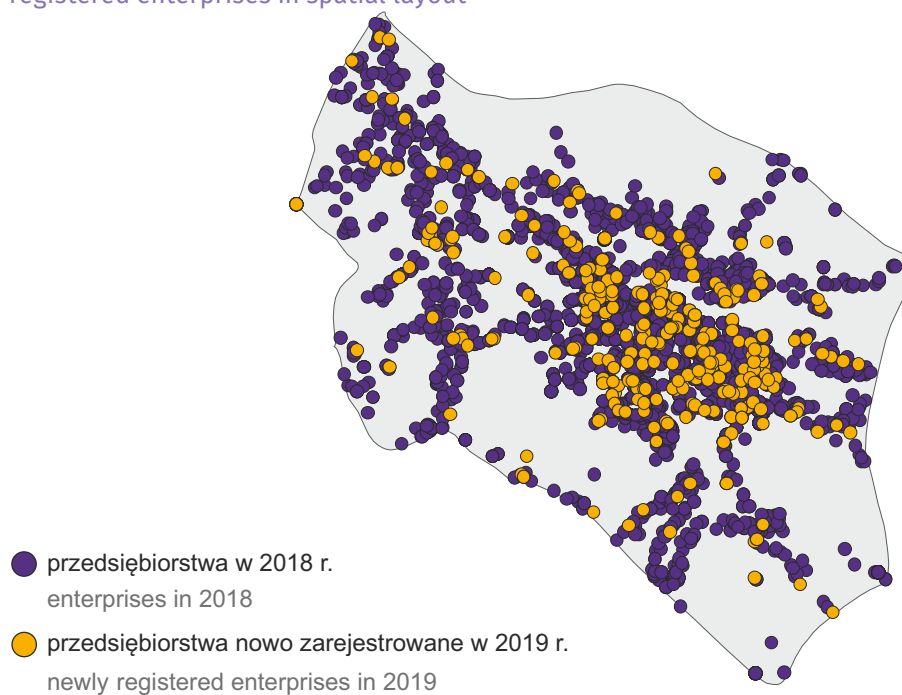 registered enterprises in spatial layout
przedsiębiorstwa w 2018 r.
enterprises in 2018
przedsiębiorstwa nowo zarejestrowane w 2019 r.
newly registered enterprises in 2019